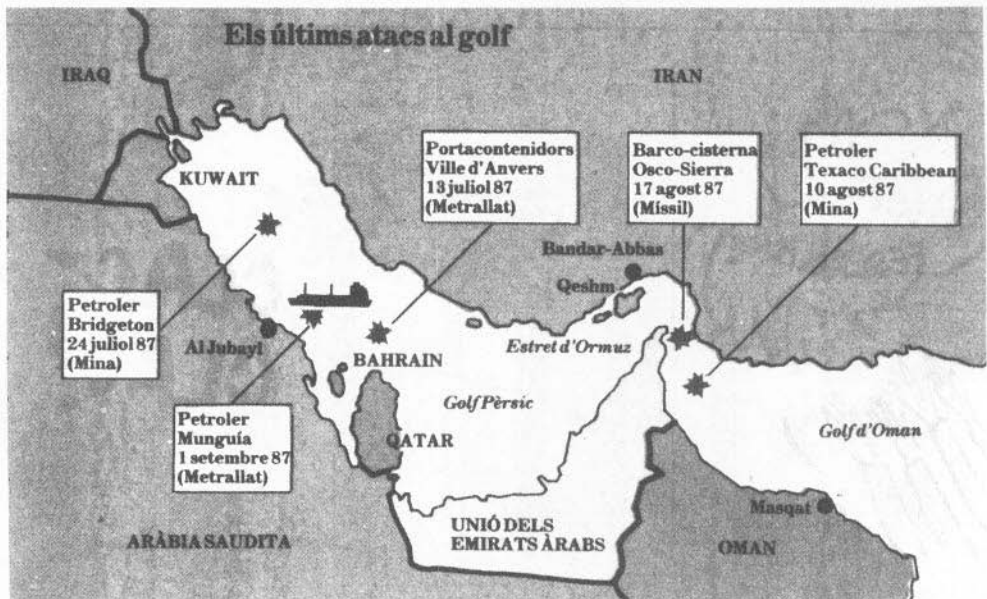 Els últims atacs al golf
IRAQ
IRAN
KUWAIT
Portacontenidors
Ville d'Anvers
13 juliol 87
(Metrallat)
Barco-cisterna
Osco-Sierra
17 agost 87
(Míssil)
Petroler
Texaco Caribbean
10 agost 87
(Mina)
Bandar-Abbas
Qeshm
Petroler
Bridgeton
24 juliol 87
(Mina)
Al Jubayl
BAHRAIN
Estret d'Ormuz
Golf Pèrsic
Petroler
Munguía
1 setembre 87
(Metrallat)
QATAR
Golf d'Oman
Masqat
ARÀBIA SAUDITA
UNIÓ DELS
EMIRATS ÀRABS
OMAN